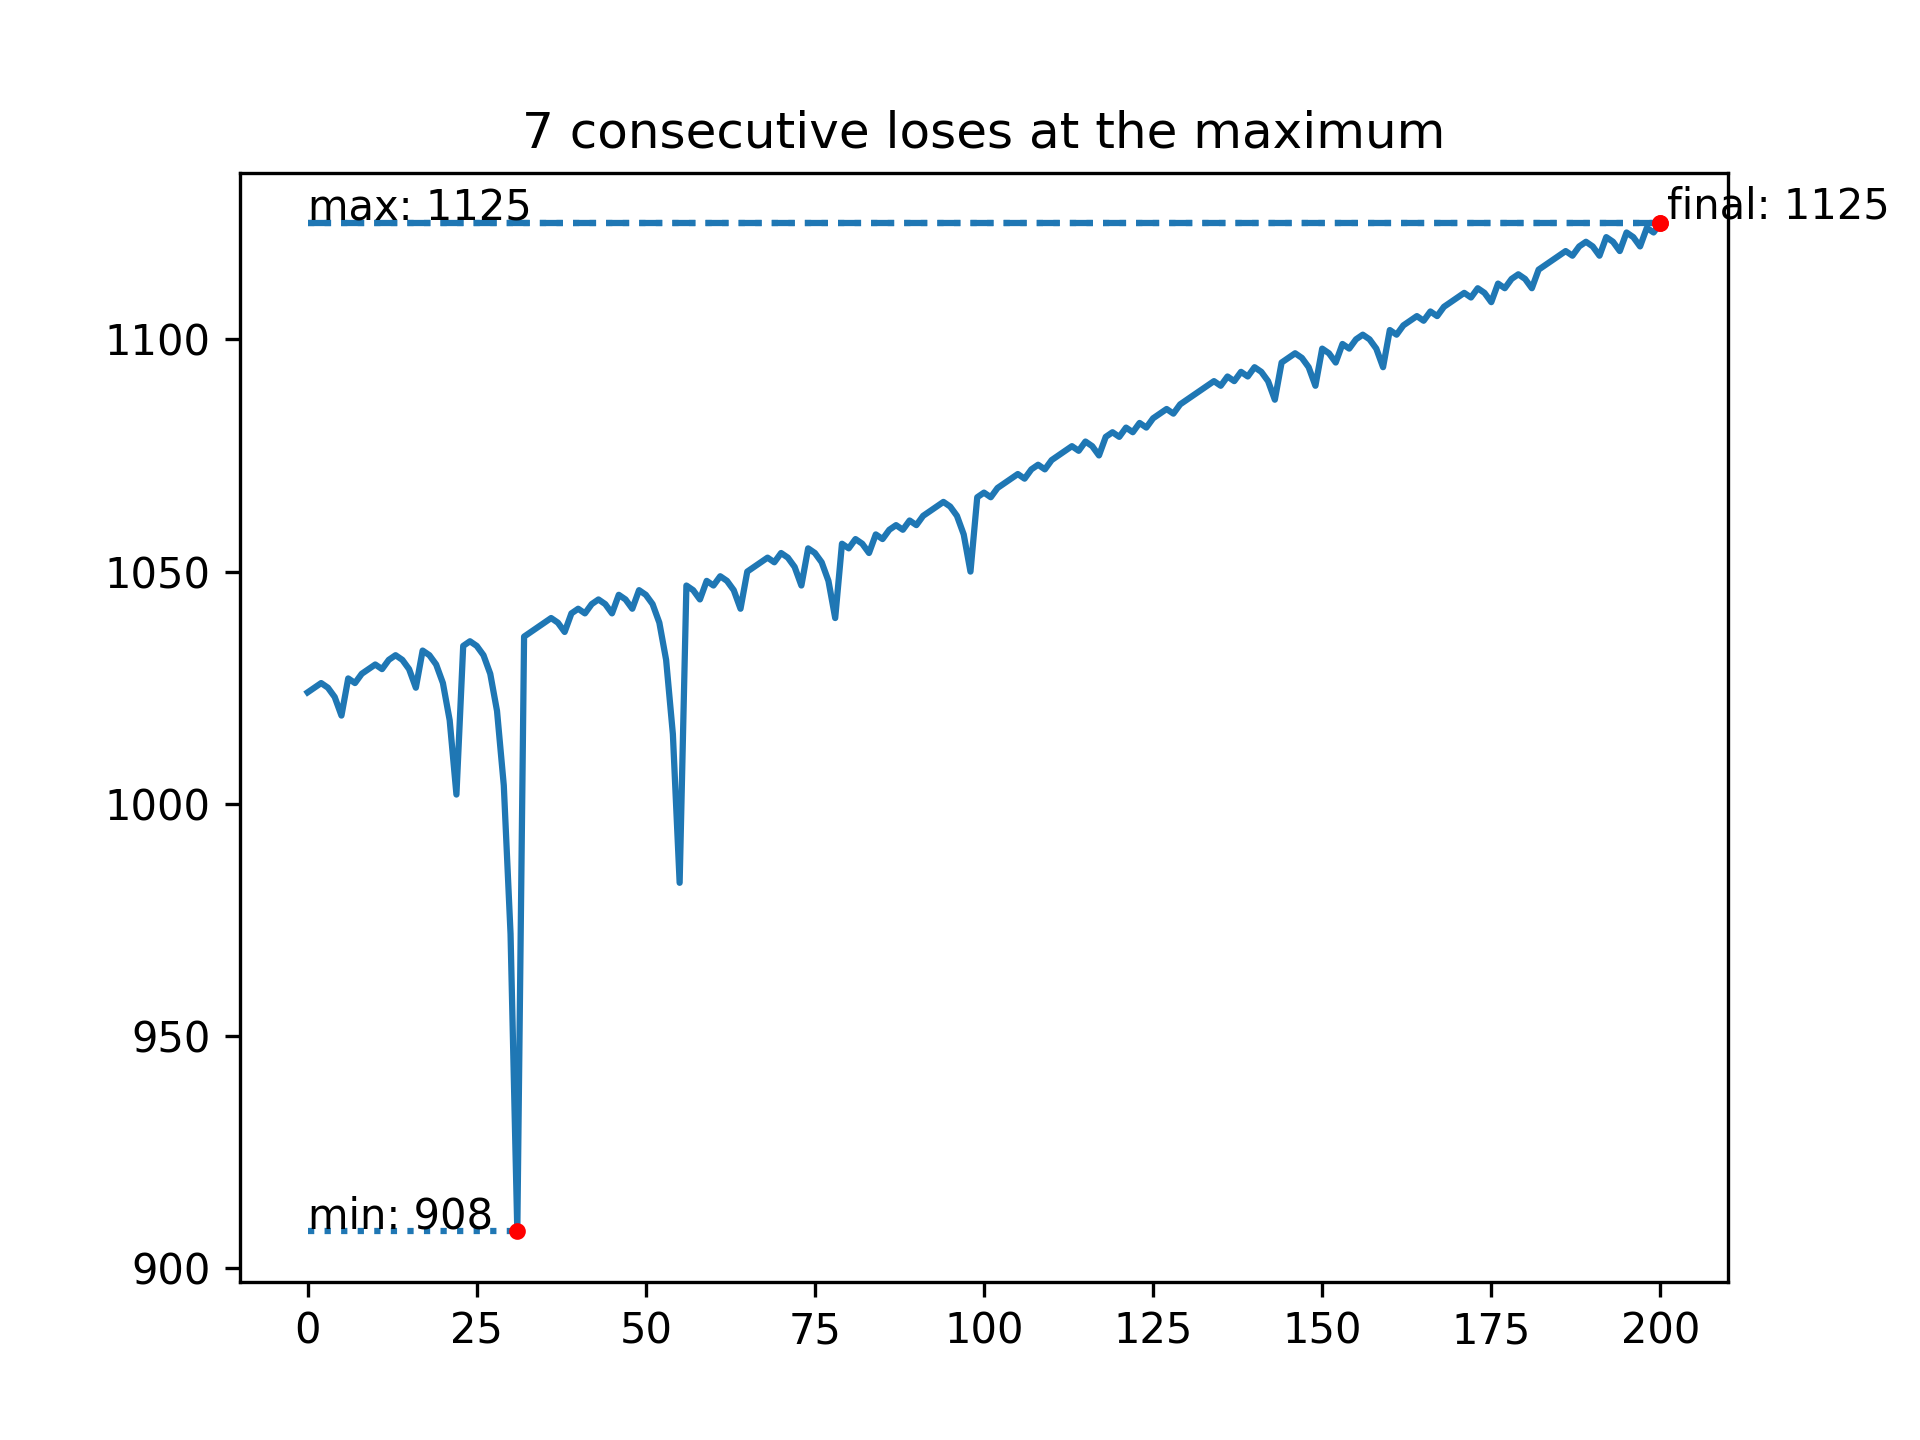 7 consecutive loses at the maximum
max: 1125
final: 1125
1100
1050
1000
950
min: 908
900
0 25 50 75 100 125 150 175 200